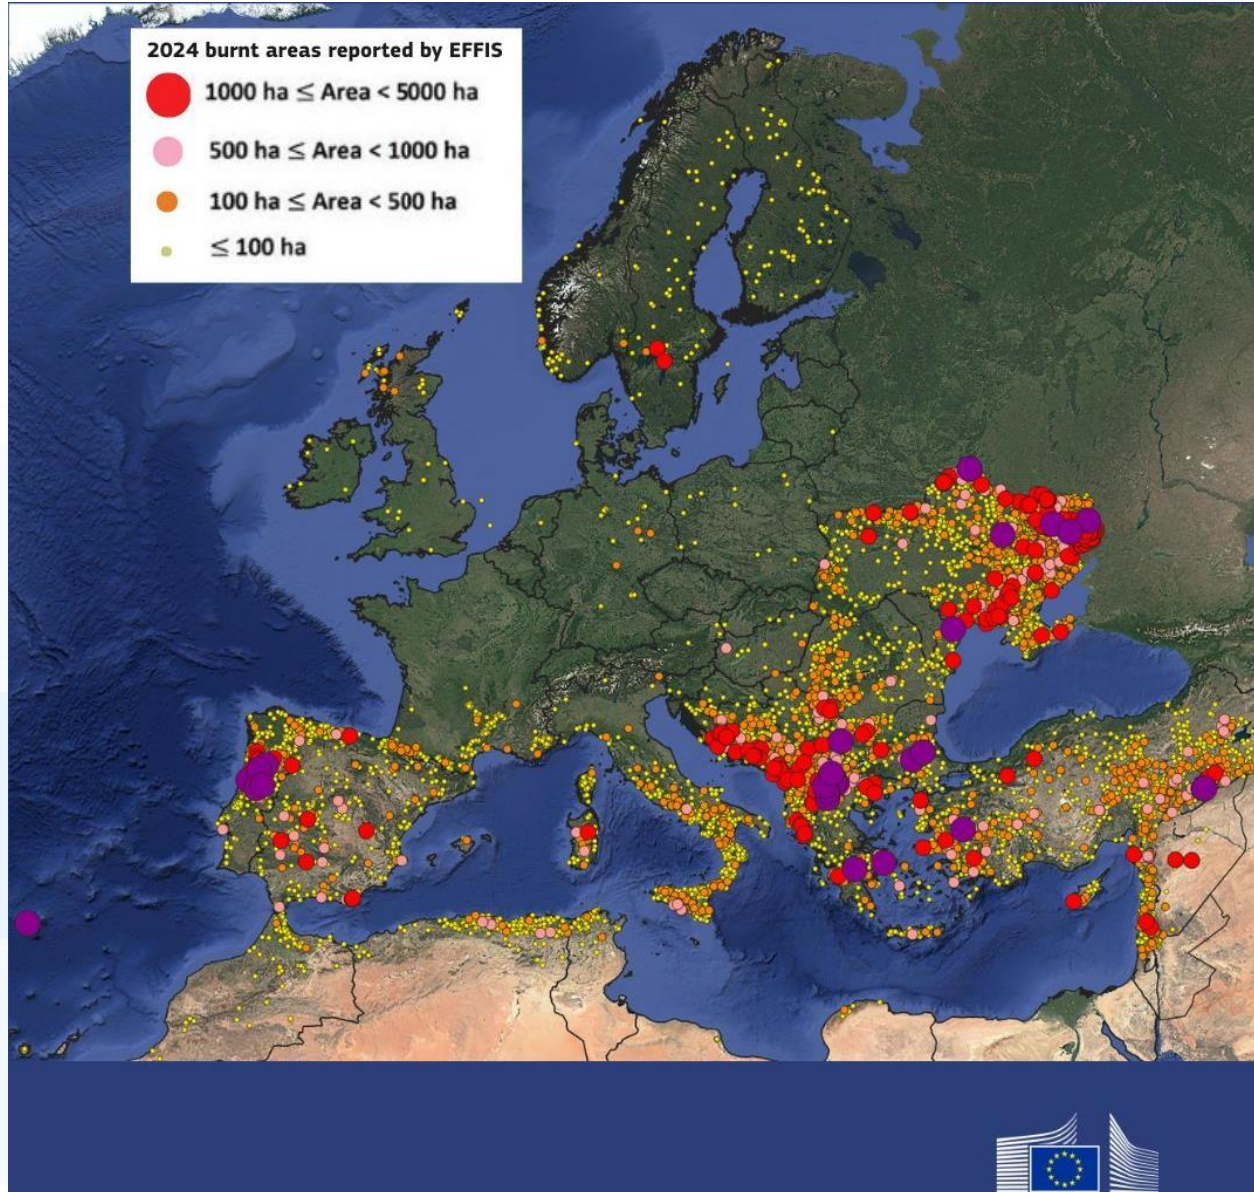 2024 burnt areas reported by EFFIS
1000 ha ≤ Area < 5000 ha
500 ha ≤ Area < 1000 ha
100 ha ≤ Area < 500 ha
≤ 100 ha